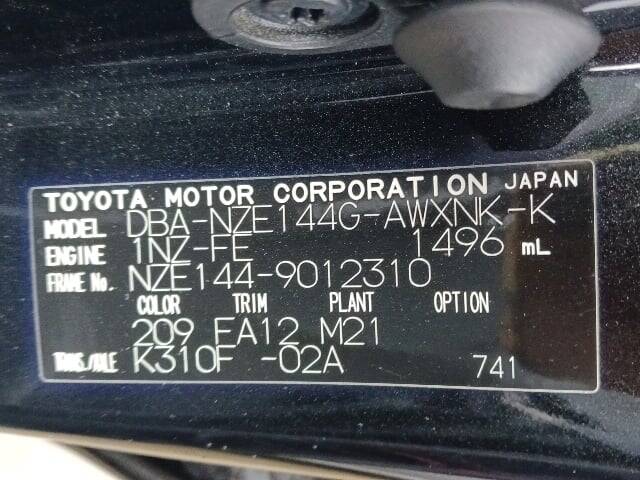 TOYOTA MOTOR CORPORATION JAPAN
MODEL DBA-NZE144G-AWXNK-K
ENGINE 1NZ-FE 1496 mL
FRAME No. NZE144-9012310
COLOR TRIM PLANT OPTION
209 FA12 M21
TRANS./AXLE K310F -02A 741